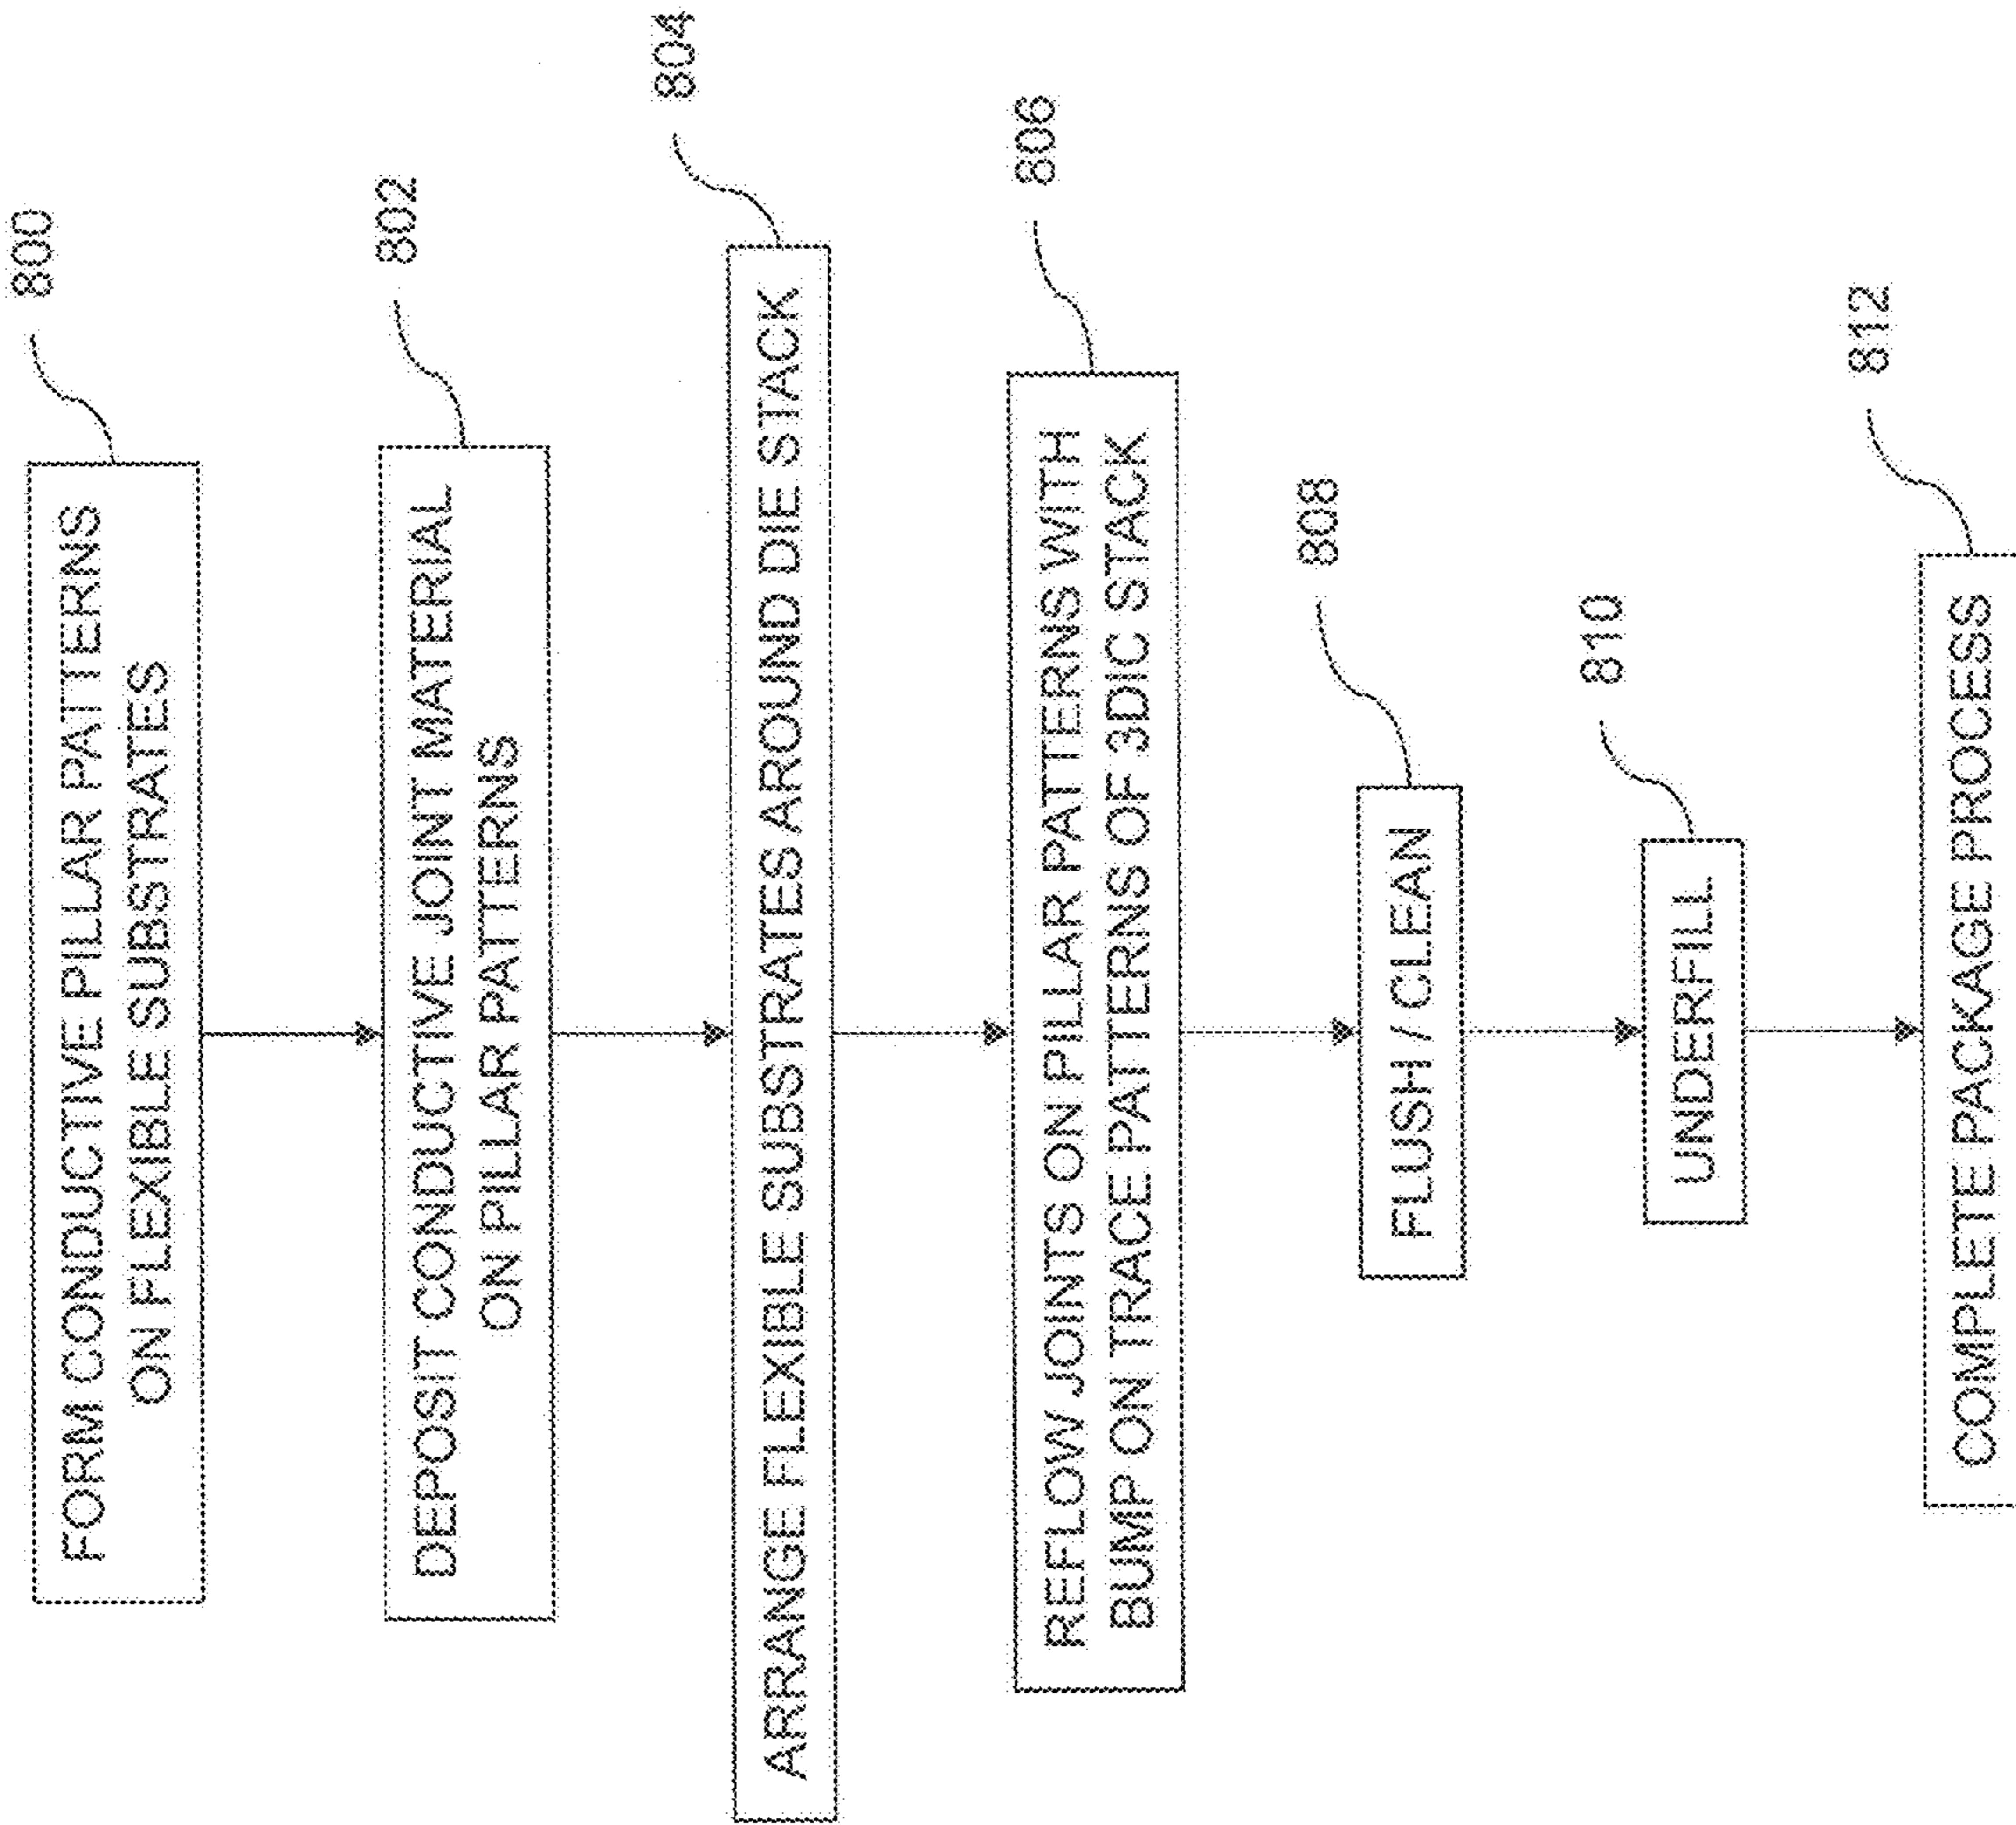 800
FORM CONDUCTIVE PILLAR PATTERNS
ON FLEXIBLE SUBSTRATES
802
DEPOSIT CONDUCTIVE JOINT MATERIAL
ON PILLAR PATTERNS
804
ARRANGE FLEXIBLE SUBSTRATES AROUND DIE STACK
806
REFLOW JOINTS ON PILLAR PATTERNS WITH
BUMP ON TRACE PATTERNS OF 3DIC STACK
808
FLUSH / CLEAN
810
UNDERFILL
812
COMPLETE PACKAGE PROCESS